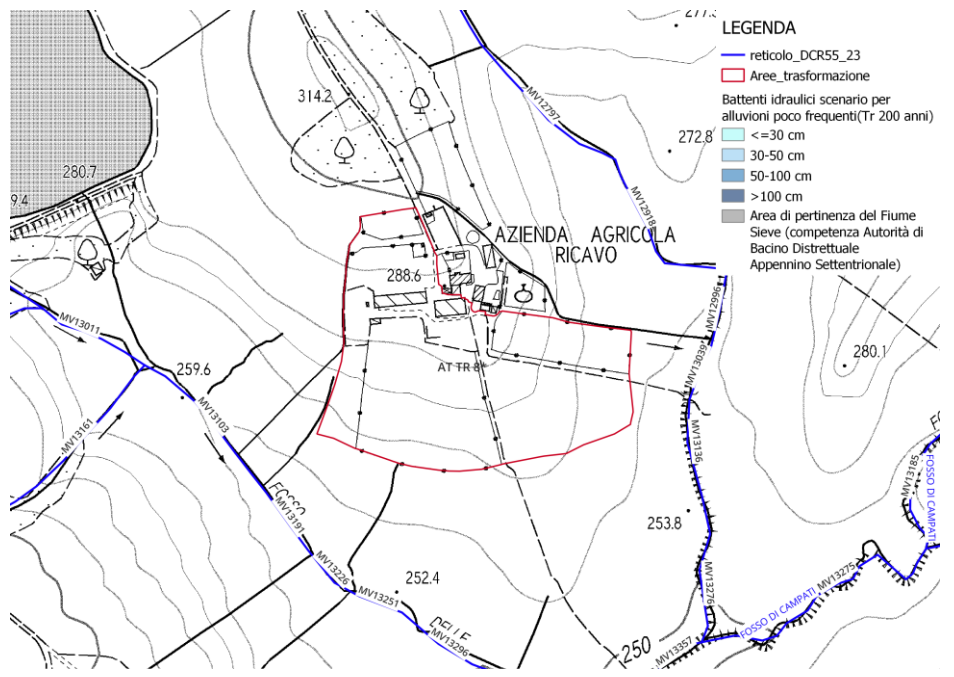 LEGENDA
reticolo_DCR55_23
Aree_trasformazione
Battenti idraulici scenario per
alluvioni poco frequenti(Tr 200 anni)
<=30 cm
30-50 cm
50-100 cm
>100 cm
Area di pertinenza del Fiume
Sieve (competenza Autorità di
Bacino Distrettuale
Appennino Settentrionale)
277.
314.2
MV12797
272.8
280.7
9.4
MV12918
AZIENDA AGRICOLA
RICAVO
288.6
MV12996
MV13011
MV13039
280.1
259.6
AT TR 8*
MV13161
MV13103
MV13136
MV13185
FOSSO DI CAMPATI
FOSSO
MV13191
253.8
MV13226
252.4
MV13251
MV13275
MV13276
FOSSO DI CAMPATI
DELLE
MV13296
250
MV13357